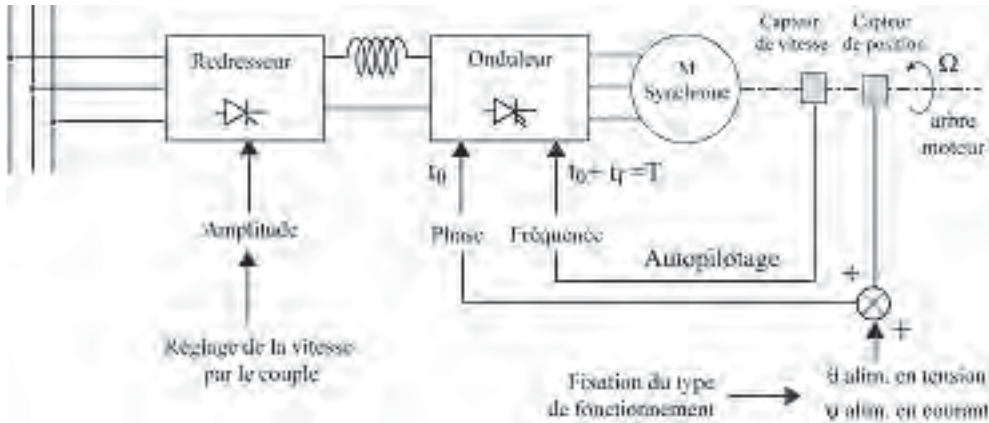 Capteur
de vitesse
Capteur
de position
Redresseur
Onduleur
M
Synchrone
Ω
arbre
moteur
t0
t0 + tr = T
Amplitude
Phase
Fréquence
Autopilotage
+
+
Réglage de la vitesse
par le couple
Fixation du type
de fonctionnement
alim. en tension
ψ alim. en courant